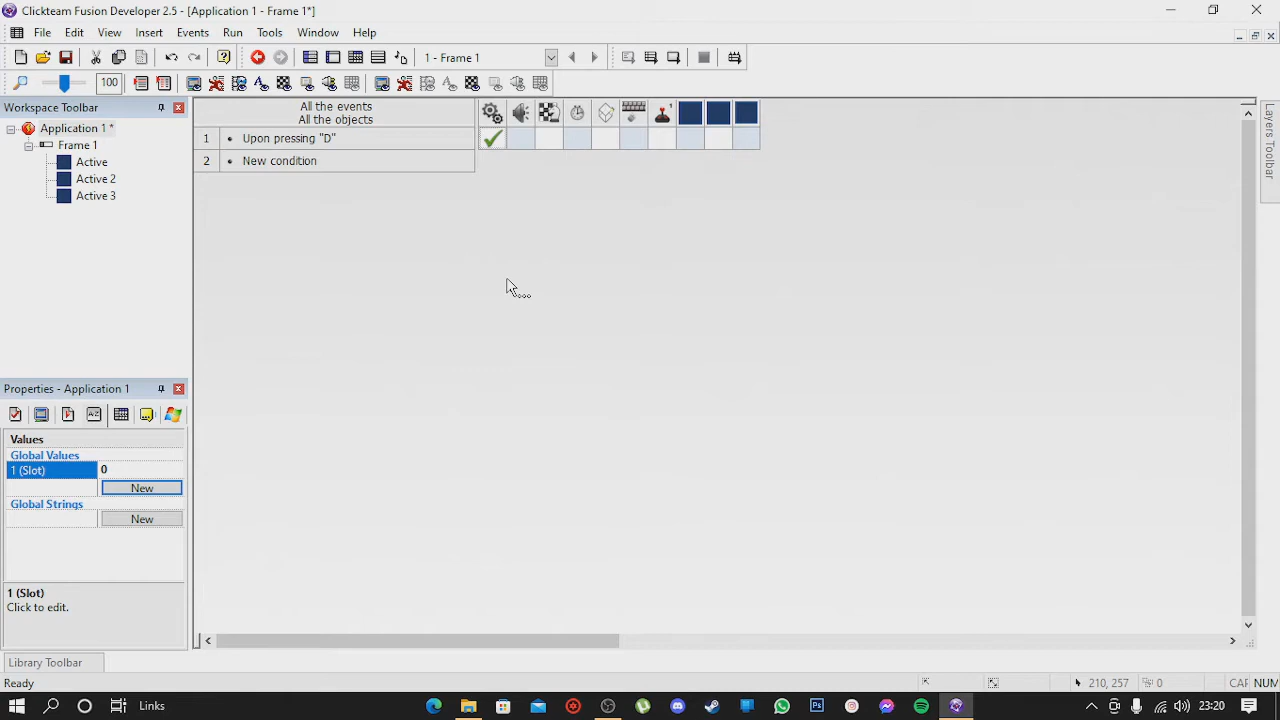 Clickteam Fusion Developer 2.5 - [Application 1 - Frame 1*]
File Edit View Insert Events Run Tools Window Help
1 - Frame 1
100
Workspace Toolbar
Application 1 *
Frame 1
Active
Active 2
Active 3
All the events
All the objects
1 • Upon pressing "D"
2 • New condition
Layers Toolbar
Properties - Application 1
Values
Global Values
1 (Slot) 0
New
Global Strings
New
1 (Slot)
Click to edit.
Library Toolbar
Ready
210, 257
0
CAP
NUM
Links
23:20